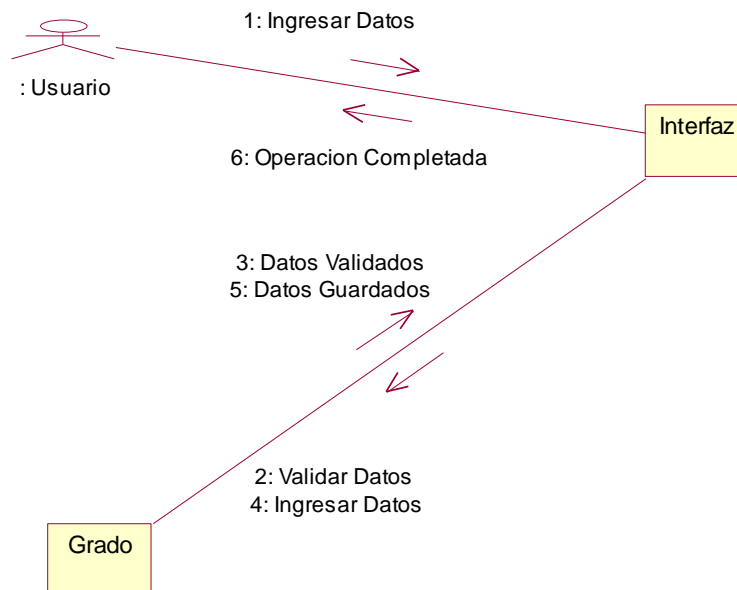 1: Ingresar Datos
: Usuario
Interfaz
6: Operacion Completada
3: Datos Validados
5: Datos Guardados
2: Validar Datos
4: Ingresar Datos
Grado